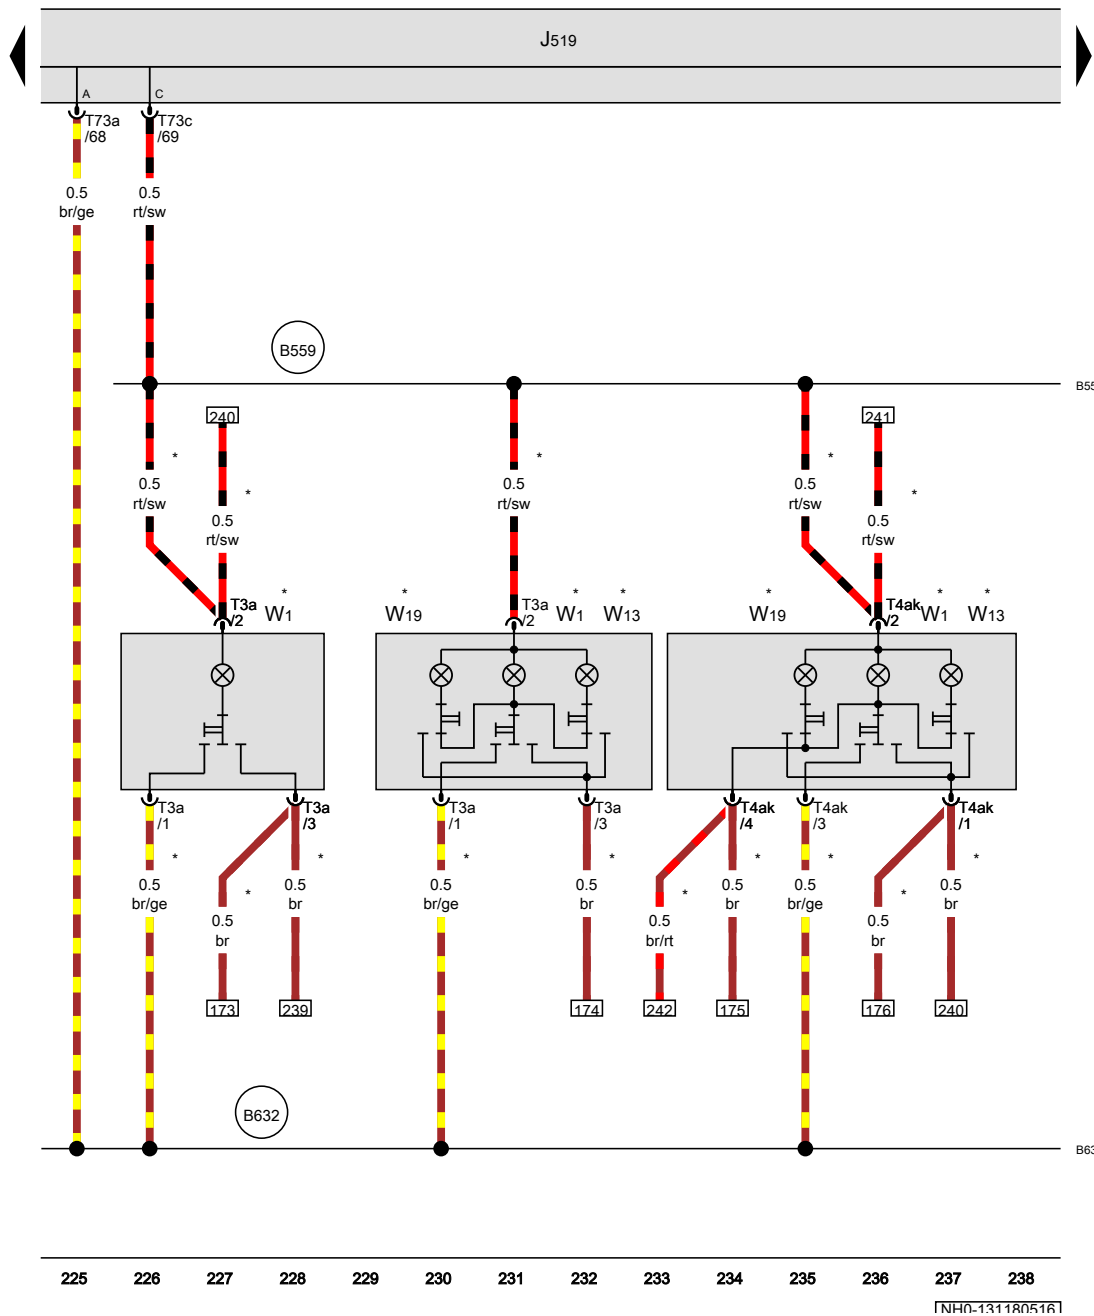 J519
A
C
T73a
/68
T73c
/69
0.5
br/ge
0.5
rt/sw
B559
B55
240
241
*
*
*
*
*
0.5
rt/sw
0.5
rt/sw
0.5
rt/sw
0.5
rt/sw
0.5
rt/sw
*
*
*
*
*
*
*
T3a
/2
W1
W19
T3a
/2
W1
W13
W19
T4ak
/2
W1
W13
T3a
/1
T3a
/3
T3a
/1
T3a
/3
T4ak
/4
T4ak
/3
T4ak
/1
*
*
*
*
*
*
*
*
*
*
0.5
br/ge
0.5
br
0.5
br
0.5
br/ge
0.5
br
0.5
br/rt
0.5
br
0.5
br/ge
0.5
br
0.5
br
173
239
174
242
175
176
240
B632
B63
225 226 227 228 229 230 231 232 233 234 235 236 237 238
NH0-131180516